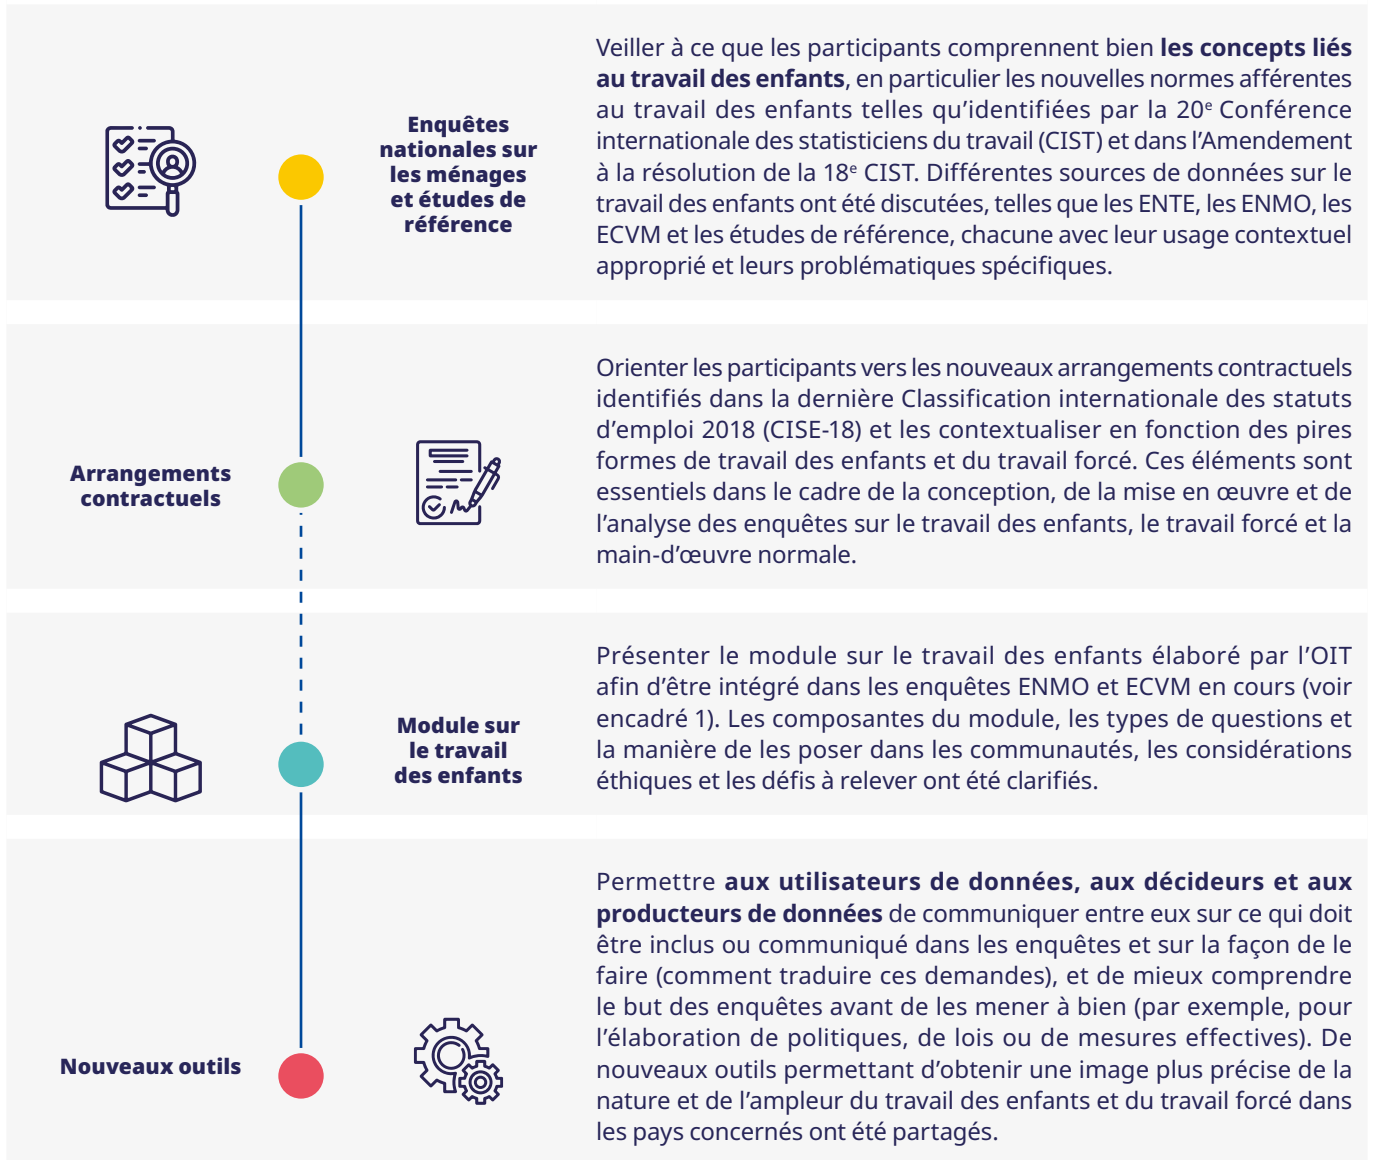 Enquêtes
nationales sur
les ménages
et études de
référence
Veiller à ce que les participants comprennent bien les concepts liés
au travail des enfants, en particulier les nouvelles normes afférentes
au travail des enfants telles qu’identifiées par la 20e Conférence
internationale des statisticiens du travail (CIST) et dans l’Amendement
à la résolution de la 18e CIST. Différentes sources de données sur le
travail des enfants ont été discutées, telles que les ENTE, les ENMO, les
ECVM et les études de référence, chacune avec leur usage contextuel
approprié et leurs problématiques spécifiques.
Arrangements
contractuels
Orienter les participants vers les nouveaux arrangements contractuels
identifiés dans la dernière Classification internationale des statuts
d’emploi 2018 (CISE-18) et les contextualiser en fonction des pires
formes de travail des enfants et du travail forcé. Ces éléments sont
essentiels dans le cadre de la conception, de la mise en œuvre et de
l’analyse des enquêtes sur le travail des enfants, le travail forcé et la
main-d’œuvre normale.
Module sur
le travail
des enfants
Présenter le module sur le travail des enfants élaboré par l’OIT
afin d’être intégré dans les enquêtes ENMO et ECVM en cours (voir
encadré 1). Les composantes du module, les types de questions et
la manière de les poser dans les communautés, les considérations
éthiques et les défis à relever ont été clarifiés.
Nouveaux outils
Permettre aux utilisateurs de données, aux décideurs et aux
producteurs de données de communiquer entre eux sur ce qui doit
être inclus ou communiqué dans les enquêtes et sur la façon de le
faire (comment traduire ces demandes), et de mieux comprendre
le but des enquêtes avant de les mener à bien (par exemple, pour
l’élaboration de politiques, de lois ou de mesures effectives). De
nouveaux outils permettant d’obtenir une image plus précise de la
nature et de l’ampleur du travail des enfants et du travail forcé dans
les pays concernés ont été partagés.